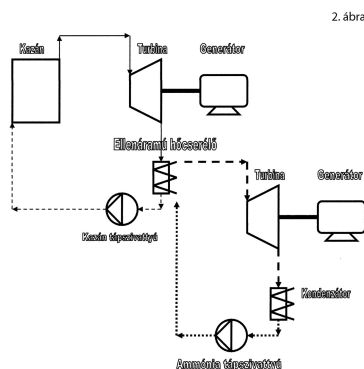 2. ábra
Kazán
Turbina
Generátor
Ellenáramú hőcserélő
Turbina
Generátor
Kazán tápszivattyú
Kondenzátor
Ammónia tápszivattyú